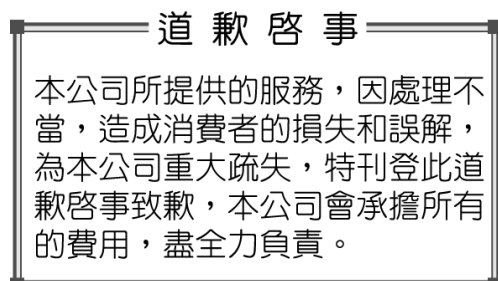 道歉啓事
本公司所提供的服務，因處理不
當，造成消費者的損失和誤解，
為本公司重大疏失，特刊登此道
歉啓事致歉，本公司會承擔所有
的費用，盡全力負責。